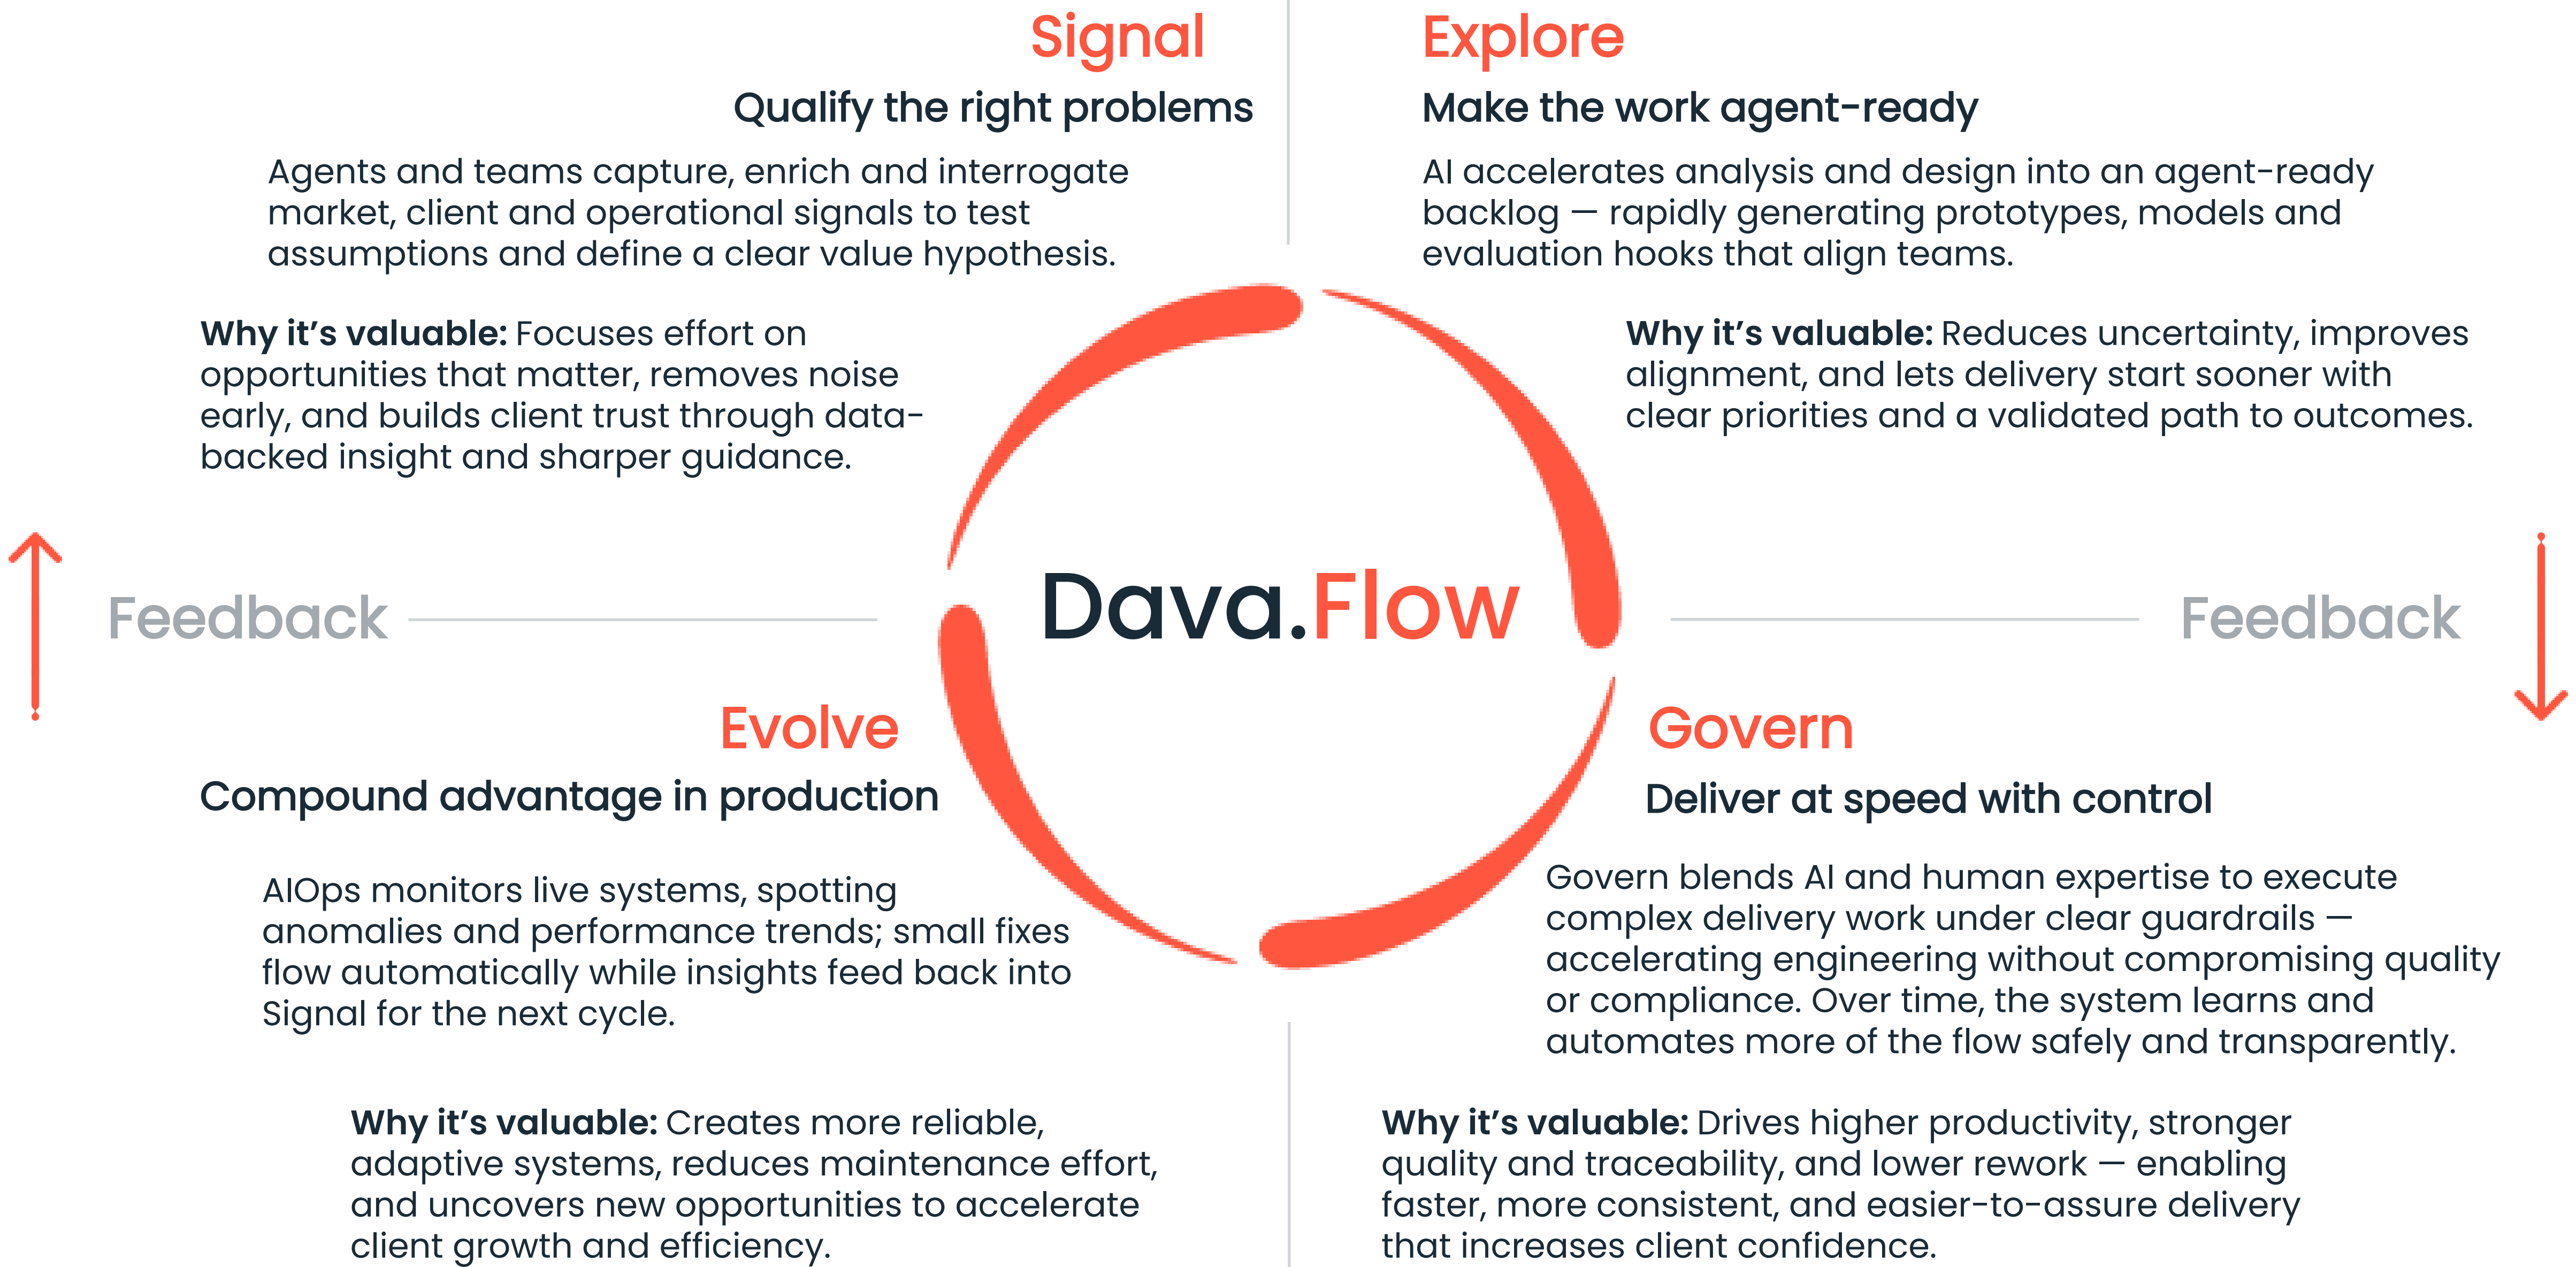 Signal
Qualify the right problems
Agents and teams capture, enrich and interrogate
market, client and operational signals to test
assumptions and define a clear value hypothesis.
Why it’s valuable: Focuses effort on
opportunities that matter, removes noise
early, and builds client trust through data-
backed insight and sharper guidance.
Explore
Make the work agent-ready
AI accelerates analysis and design into an agent-ready
backlog — rapidly generating prototypes, models and
evaluation hooks that align teams.
Why it’s valuable: Reduces uncertainty, improves
alignment, and lets delivery start sooner with
clear priorities and a validated path to outcomes.
Feedback
Dava.Flow
Feedback
Evolve
Compound advantage in production
AIOps monitors live systems, spotting
anomalies and performance trends; small fixes
flow automatically while insights feed back into
Signal for the next cycle.
Why it’s valuable: Creates more reliable,
adaptive systems, reduces maintenance effort,
and uncovers new opportunities to accelerate
client growth and efficiency.
Govern
Deliver at speed with control
Govern blends AI and human expertise to execute
complex delivery work under clear guardrails —
accelerating engineering without compromising quality
or compliance. Over time, the system learns and
automates more of the flow safely and transparently.
Why it’s valuable: Drives higher productivity, stronger
quality and traceability, and lower rework — enabling
faster, more consistent, and easier-to-assure delivery
that increases client confidence.